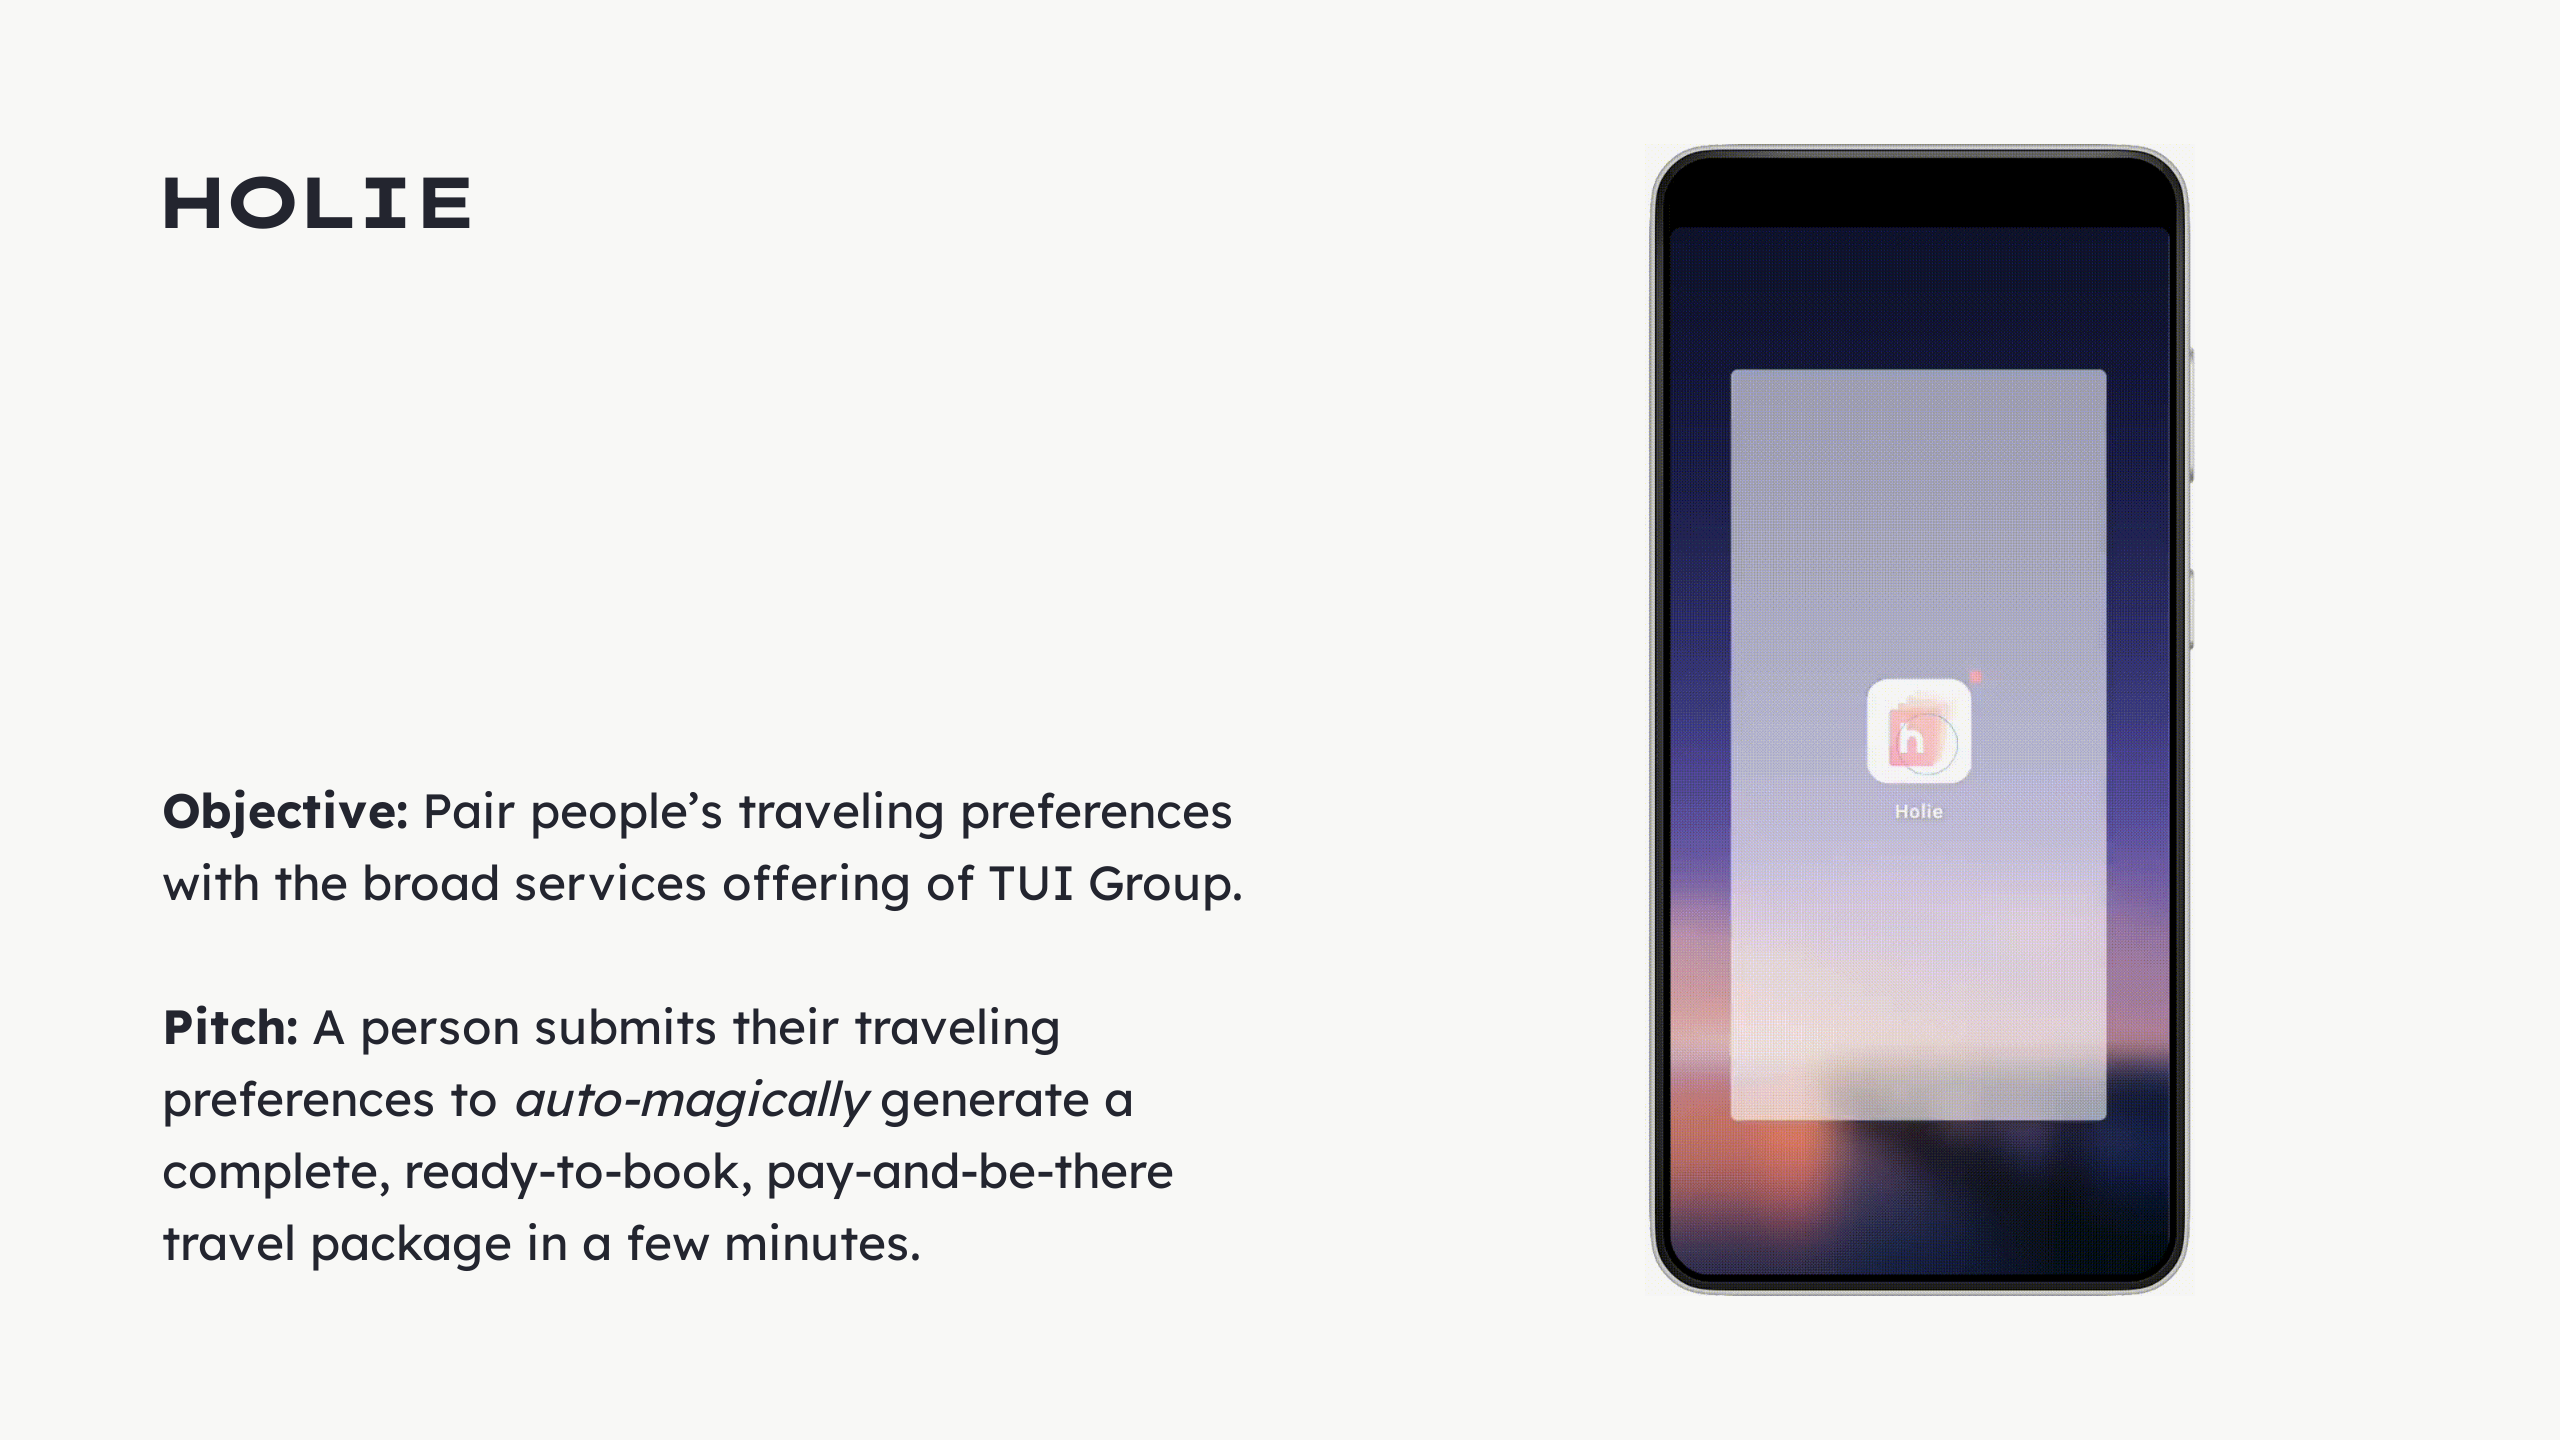 HOLIE
Objective: Pair people’s traveling preferences
with the broad services offering of TUI Group.
Pitch: A person submits their traveling
preferences to auto-magically generate a
complete, ready-to-book, pay-and-be-there
travel package in a few minutes.
h
Holie